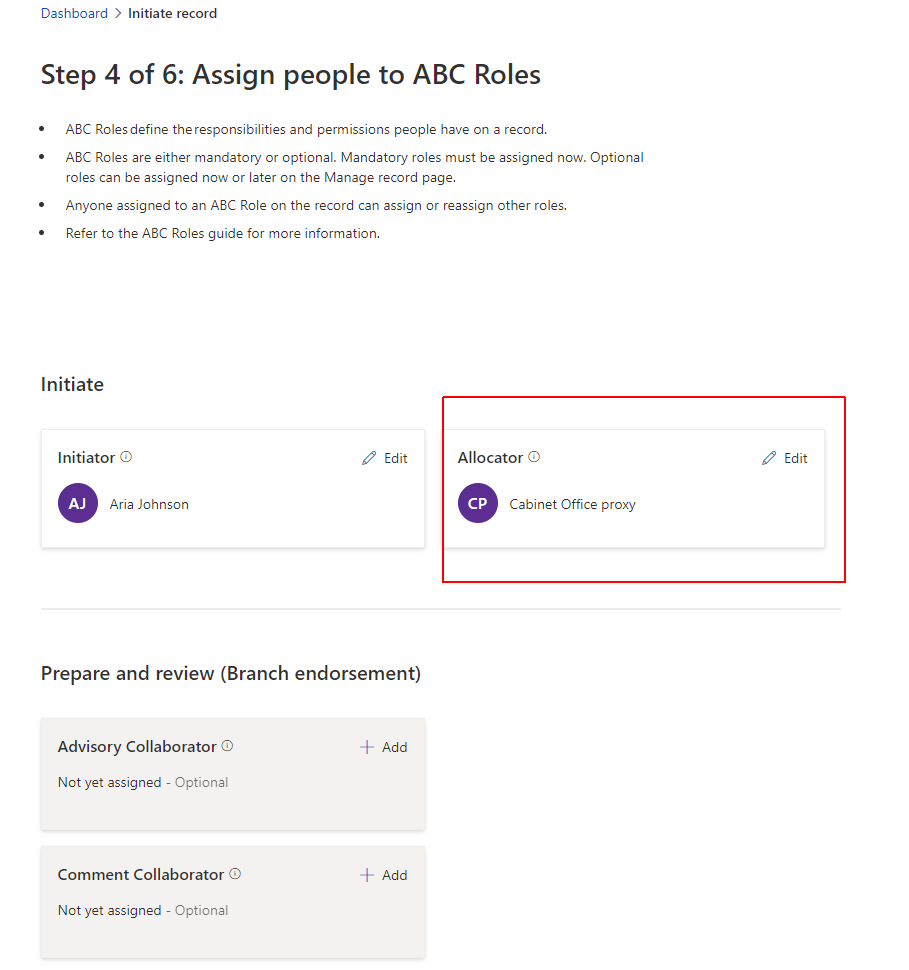 Dashboard > Initiate record
Step 4 of 6: Assign people to ABC Roles
• ABC Roles define the responsibilities and permissions people have on a record.
• ABC Roles are either mandatory or optional. Mandatory roles must be assigned now. Optional
roles can be assigned now or later on the Manage record page.
• Anyone assigned to an ABC Role on the record can assign or reassign other roles.
• Refer to the ABC Roles guide for more information.
Initiate
Initiator Edit
AJ Aria Johnson
Allocator Edit
CP Cabinet Office proxy
Prepare and review (Branch endorsement)
Advisory Collaborator + Add
Not yet assigned - Optional
Comment Collaborator + Add
Not yet assigned - Optional